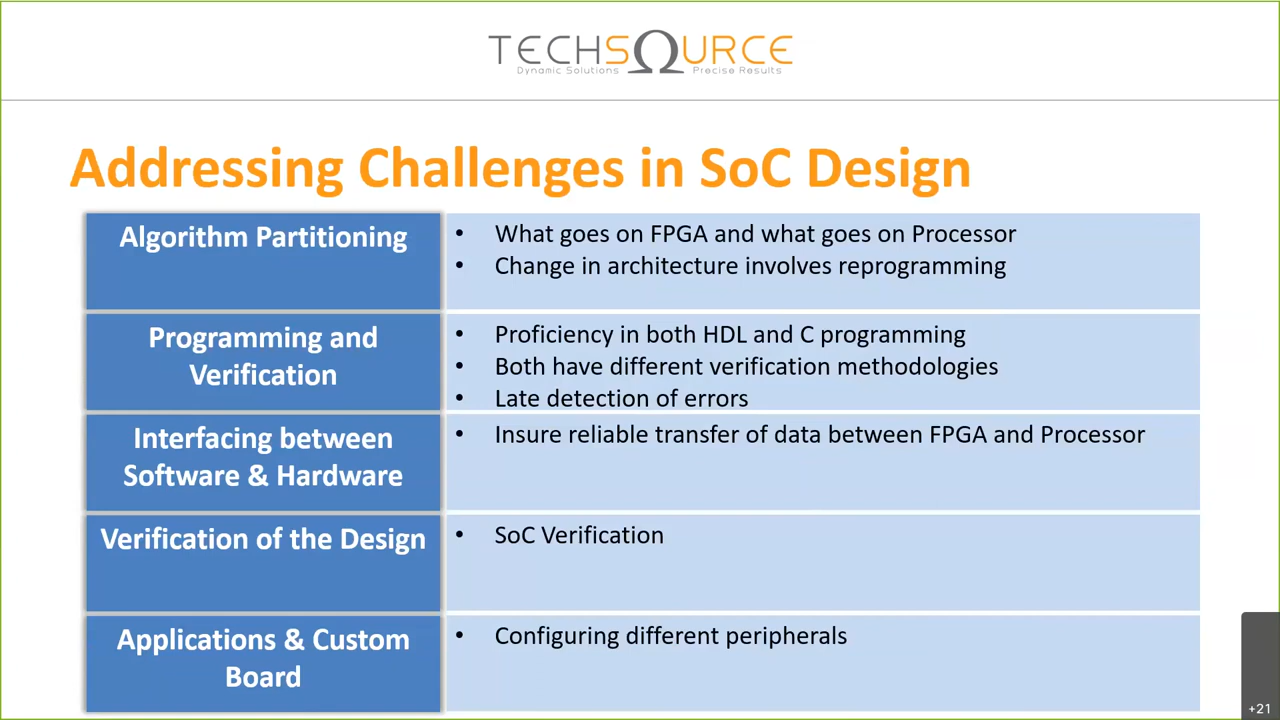 TECHSOURCE
Dynamic Solutions Precise Results
Addressing Challenges in SoC Design
Algorithm Partitioning
• What goes on FPGA and what goes on Processor
• Change in architecture involves reprogramming
Programming and
Verification
• Proficiency in both HDL and C programming
• Both have different verification methodologies
• Late detection of errors
Interfacing between
Software & Hardware
• Insure reliable transfer of data between FPGA and Processor
Verification of the Design
• SoC Verification
Applications & Custom
Board
• Configuring different peripherals
+21